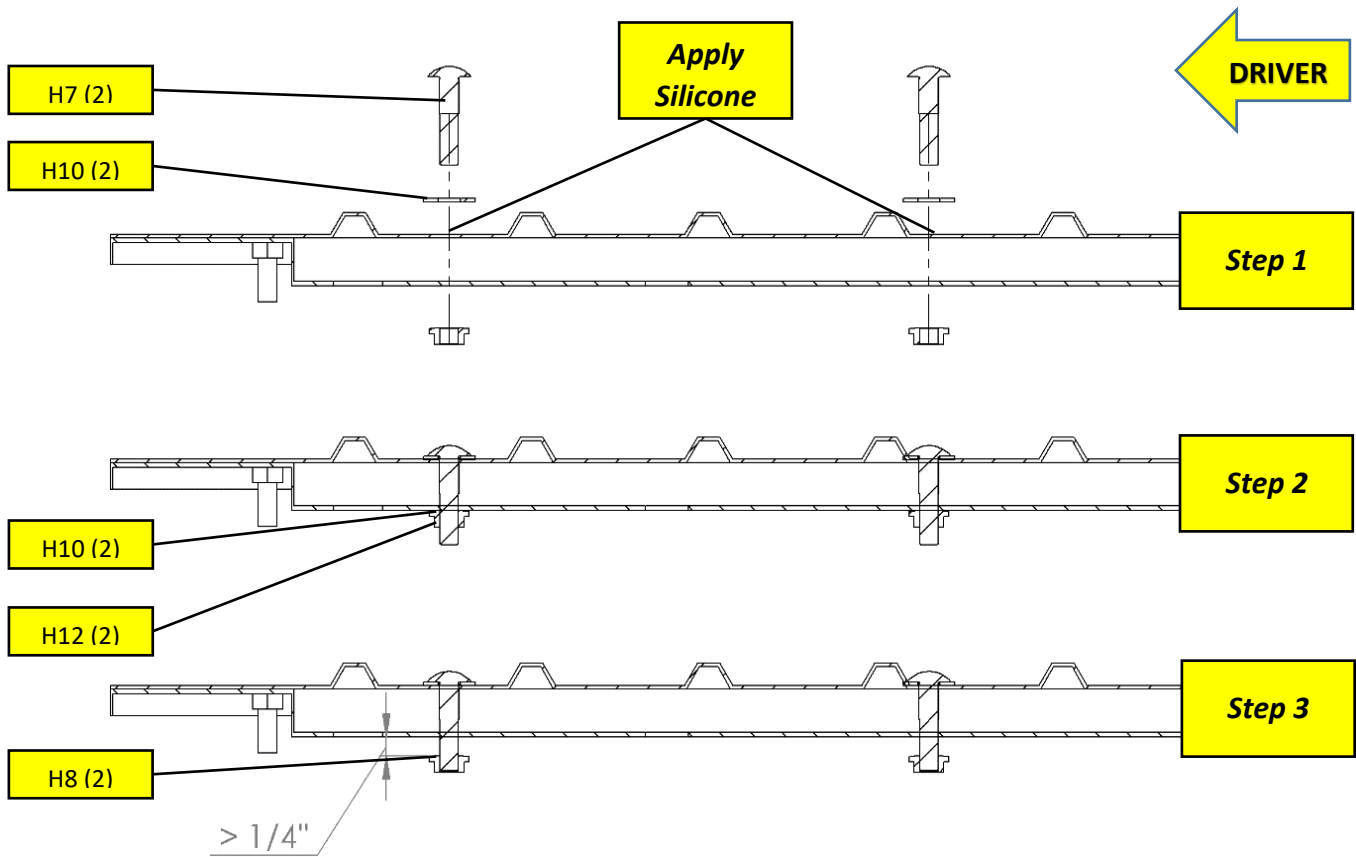 Apply
Silicone
DRIVER
H7 (2)
H10 (2)
Step 1
Step 2
H10 (2)
H12 (2)
Step 3
H8 (2)
> 1/4"